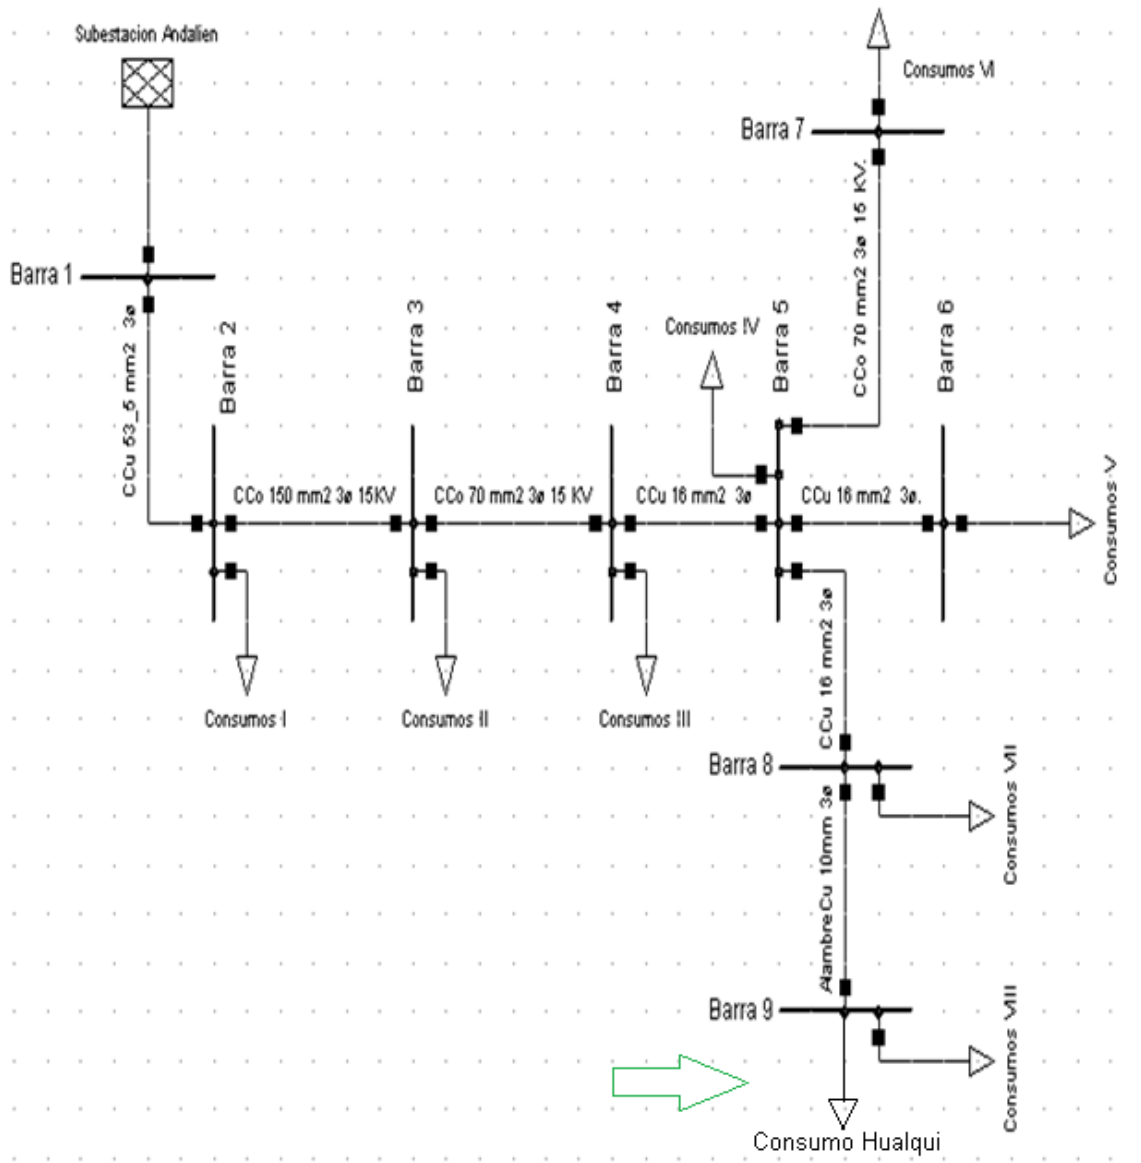 Subestacion Andalien
Consumos VI
Barra 7
CCo 70 mm2 3ø 15 KV.
Barra 1
CCu 53_5 mm2 3ø
Barra 2
Barra 3
Barra 4
Consumos IV
Barra 5
Barra 6
CCo 150 mm2 3ø 15KV
CCo 70 mm2 3ø 15 KV
CCu 16 mm2 3ø
CCu 16 mm2 3ø.
Consumos V
Consumos I
Consumos II
Consumos III
CCu 16 mm2 3ø
Barra 8
Consumos VII
AlambreCu 10mm 3ø
Barra 9
Consumos VIII
Consumo Hualqui